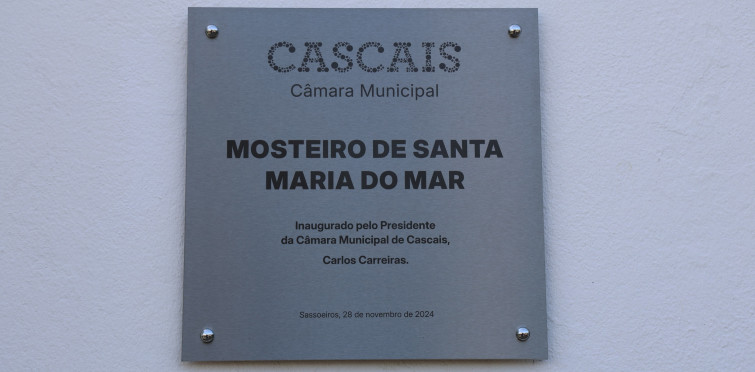 CASCAIS
Câmara Municipal
MOSTEIRO DE SANTA
MARIA DO MAR
Inaugurado pelo Presidente
da Câmara Municipal de Cascais,
Carlos Carreiras.
Sassoeiros, 28 de novembro de 2024